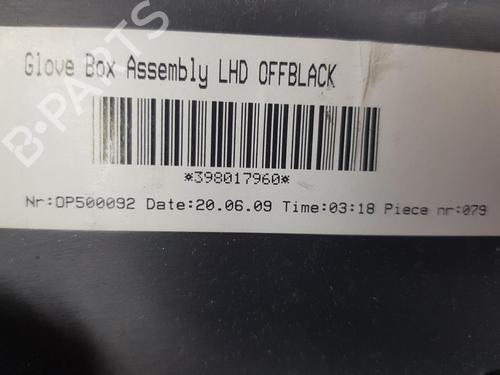 Glove Box Assembly LHD OFFBLACK
*398017960*
Nr:OP500092 Date:20.06.09 Time:03:18 Piece nr:079
B-PARTS